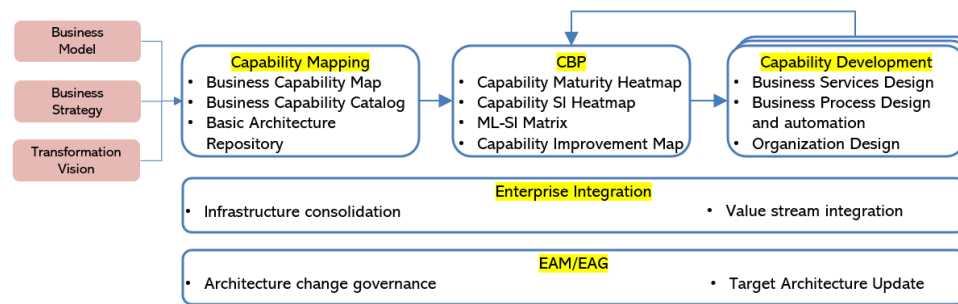 Business
Model
Business
Strategy
Transformation
Vision
Capability Mapping
• Business Capability Map
• Business Capability Catalog
• Basic Architecture
Repository
CBP
• Capability Maturity Heatmap
• Capability SI Heatmap
• ML-SI Matrix
• Capability Improvement Map
Capability Development
• Business Services Design
• Business Process Design
and automation
• Organization Design
Enterprise Integration
• Infrastructure consolidation
• Value stream integration
EAM/EAG
• Architecture change governance
• Target Architecture Update